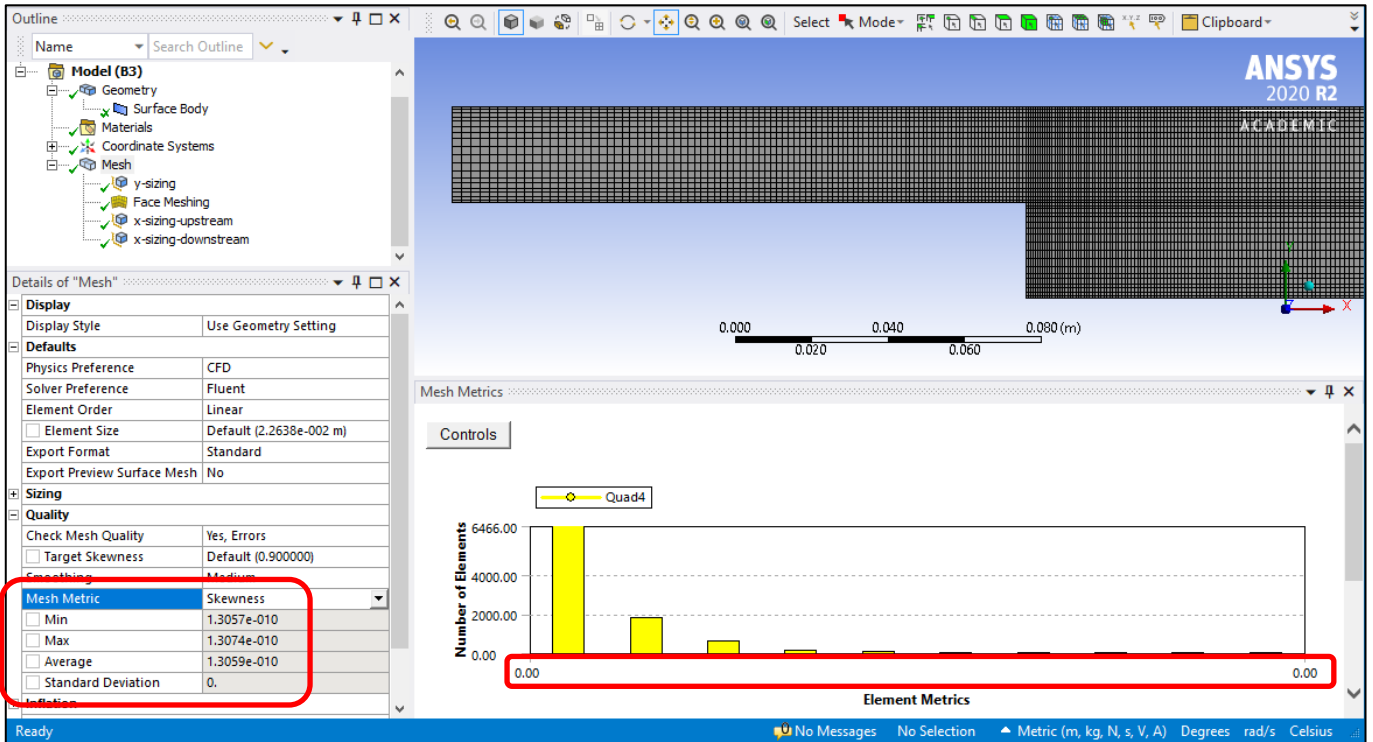 Outline
Name
Search Outline
Model (B3)
Geometry
Surface Body
Materials
Coordinate Systems
Mesh
y-sizing
Face Meshing
x-sizing-upstream
x-sizing-downstream
Details of "Mesh"
Display
Display Style Use Geometry Setting
Defaults
Physics Preference CFD
Solver Preference Fluent
Element Order Linear
Element Size Default (2.2638e-002 m)
Export Format Standard
Export Preview Surface Mesh No
Sizing
Quality
Check Mesh Quality Yes, Errors
Target Skewness Default (0.900000)
Smoothing Medium
Mesh Metric Skewness
Min 1.3057e-010
Max 1.3074e-010
Average 1.3059e-010
Standard Deviation 0.
Inflation
Select Mode Clipboard
ANSYS
2020 R2
ACADEMIC
Y
X
0.000 0.040 0.080 (m)
0.020 0.060
Mesh Metrics
Controls
Quad4
Number of Elements
6466.00
4000.00
2000.00
0.00
0.00 0.00
Element Metrics
Ready
0 No Messages No Selection Metric (m, kg, N, s, V, A) Degrees rad/s Celsius